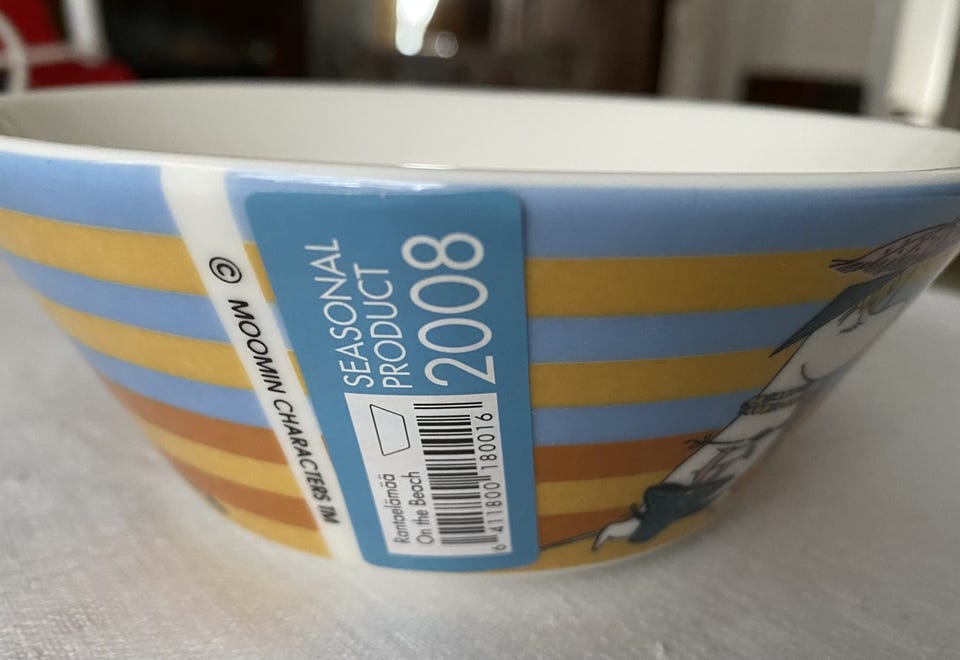 © MOOMIN CHARACTERS TM
SEASONAL
PRODUCT
2008
Rantaelämää
On the Beach
6 411800 180016